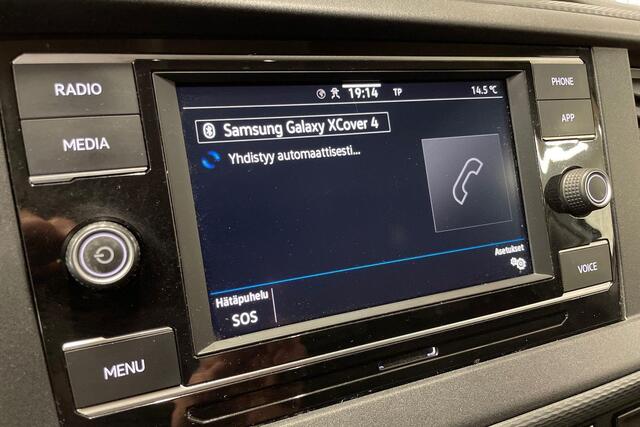 RADIO
MEDIA
MENU
19:14 TP 14.5 °C
Samsung Galaxy XCover 4
Yhdistyy automaattisesti...
Asetukset
Hätäpuhelu
SOS
PHONE
APP
VOICE